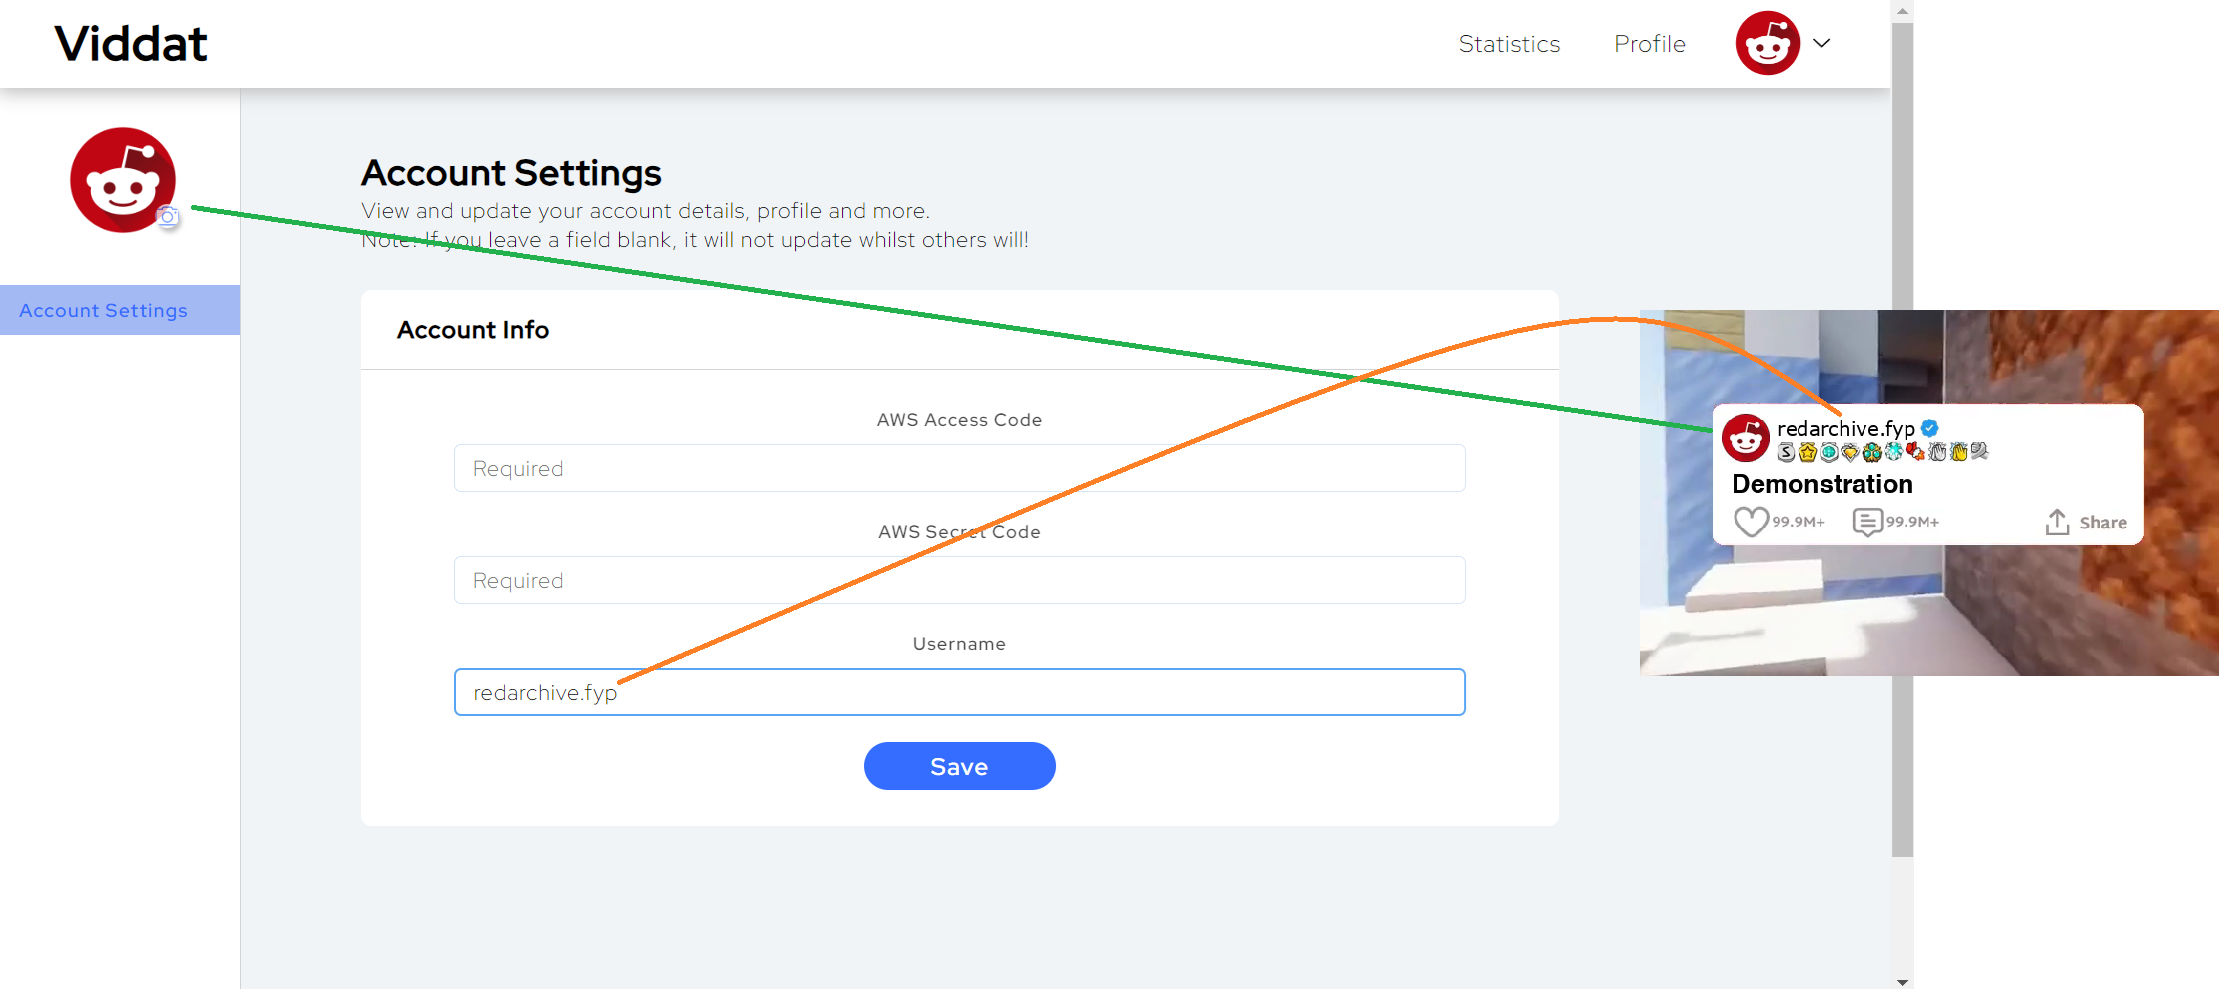 Viddat
Statistics
Profile
Account Settings
Account Settings
View and update your account details, profile and more.
Note: If you leave a field blank, it will not update whilst others will!
Account Info
AWS Access Code
Required
AWS Secret Code
Required
Username
redarchive.fyp
Save
redarchive.fyp
S
Demonstration
99.9M+
99.9M+
Share